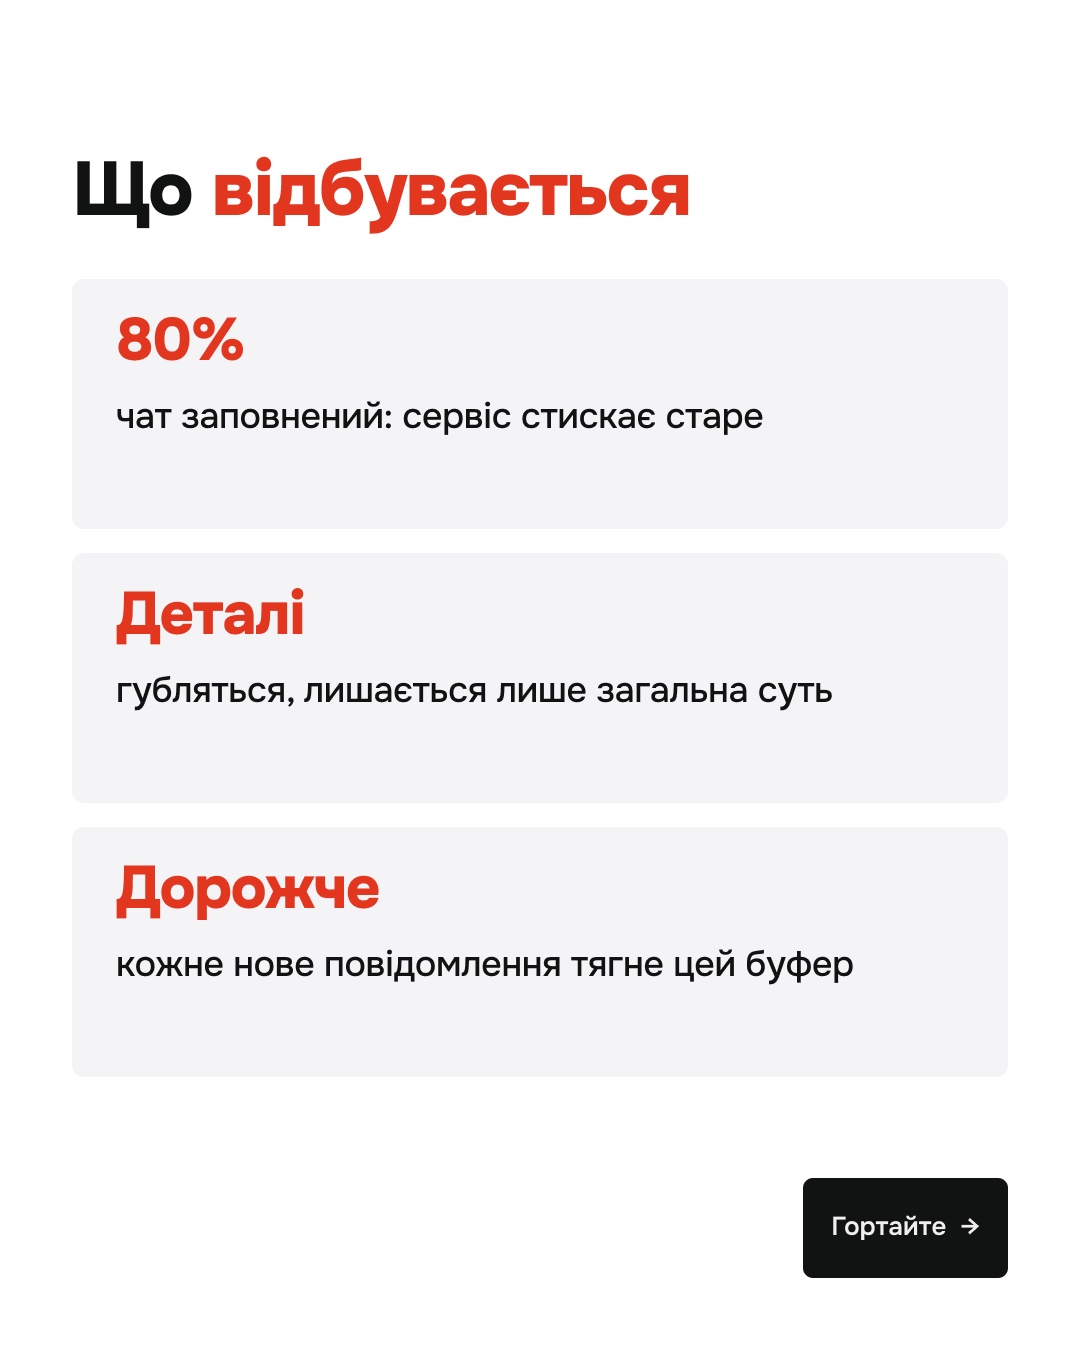 Що відбувається
80%
чат заповнений: сервіс стискає старе
Деталі
губляться, лишається лише загальна суть
Дорожче
кожне нове повідомлення тягне цей буфер
Гортайте →